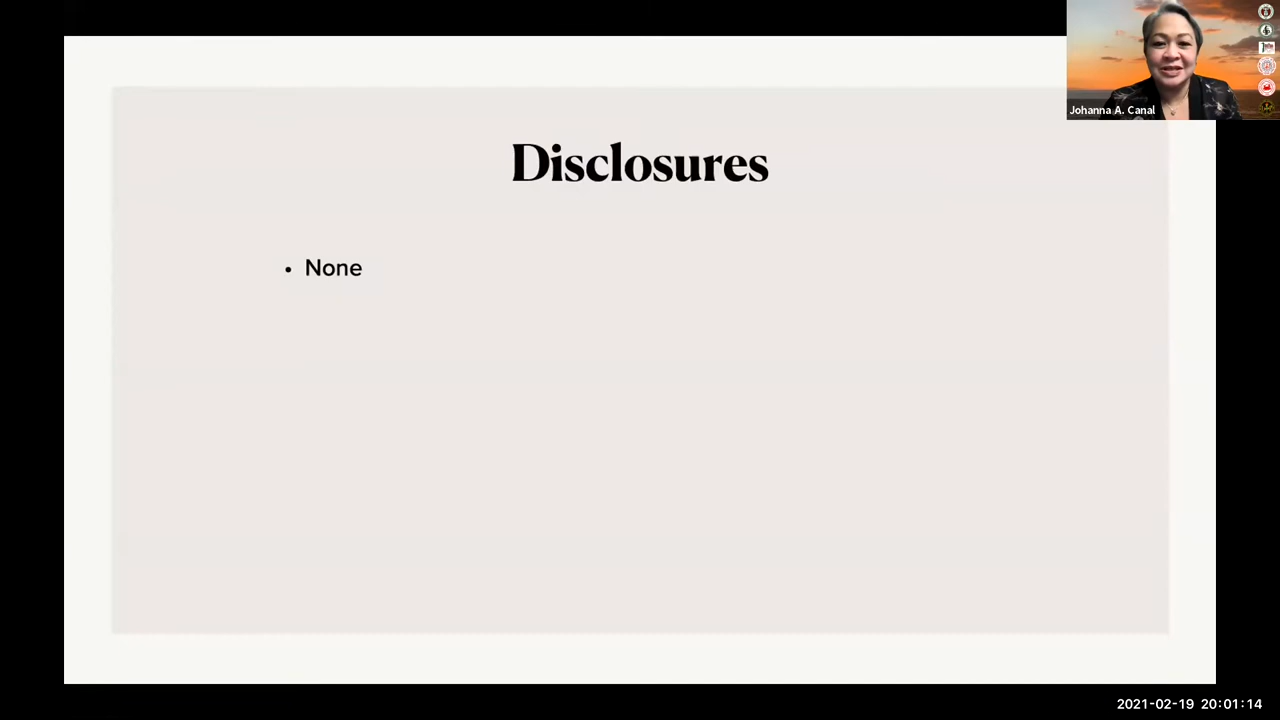 Johanna A. Canal
Disclosures
• None
2021-02-19 20:01:14